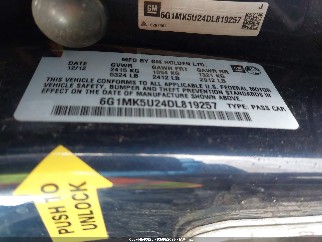 J
GM
6G1MK5U24DL819257
MFD BY GM HOLDEN LTD.
06/ GVWR GAWR FRT GAWR RR
12/12 2415 KG 1094 KG 1321 KG
5324 LB 2412 LB 2912 LB
THIS VEHICLE CONFORMS TO ALL APPLICABLE U.S. FEDERAL MOTOR
VEHICLE SAFETY, BUMPER, AND THEFT PREVENTION STANDARDS IN
EFFECT ON THE DATE OF MANUFACTURE SHOWN ABOVE.
6G1MK5U24DL819257 TYPE: PASS CAR
PUSH TO
UNLOCK